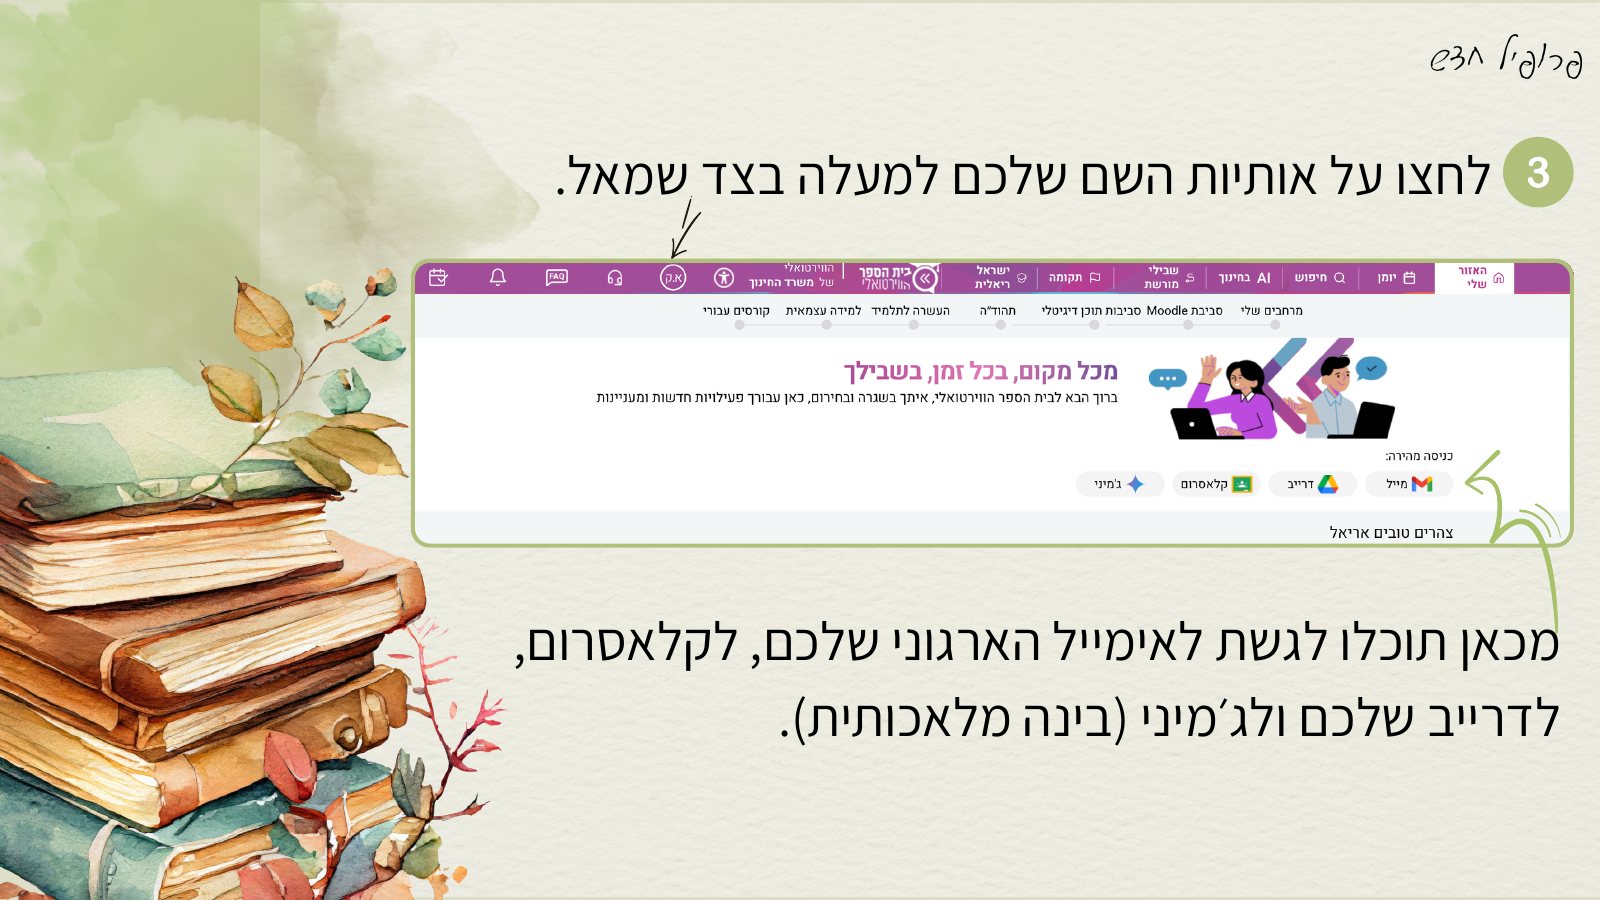 פרופיל חדש
3 לחצו על אותיות השם שלכם למעלה בצד שמאל.
האזור שלי
יומן
חיפוש
AI בחינוך
שבילי מורשת
תקומה
ישראל ריאלית
בית הספר הווירטואלי
הווירטואלי
של משרד החינוך
א.ק
FAQ
מרחבים שלי
סביבת Moodle
סביבות תוכן דיגיטלי
תהוד"ה
העשרה לתלמיד
למידה עצמאית
קורסים עבורי
מכל מקום, בכל זמן, בשבילך
ברוך הבא לבית הספר הווירטואלי, איתך בשגרה ובחירום, כאן עבורך פעילויות חדשות ומעניינות
כניסה מהירה:
מייל
דרייב
קלאסרום
ג'מיני
צהרים טובים אריאל
מכאן תוכלו לגשת לאימייל הארגוני שלכם, לקלאסרום,
לדרייב שלכם ולג׳מיני (בינה מלאכותית).